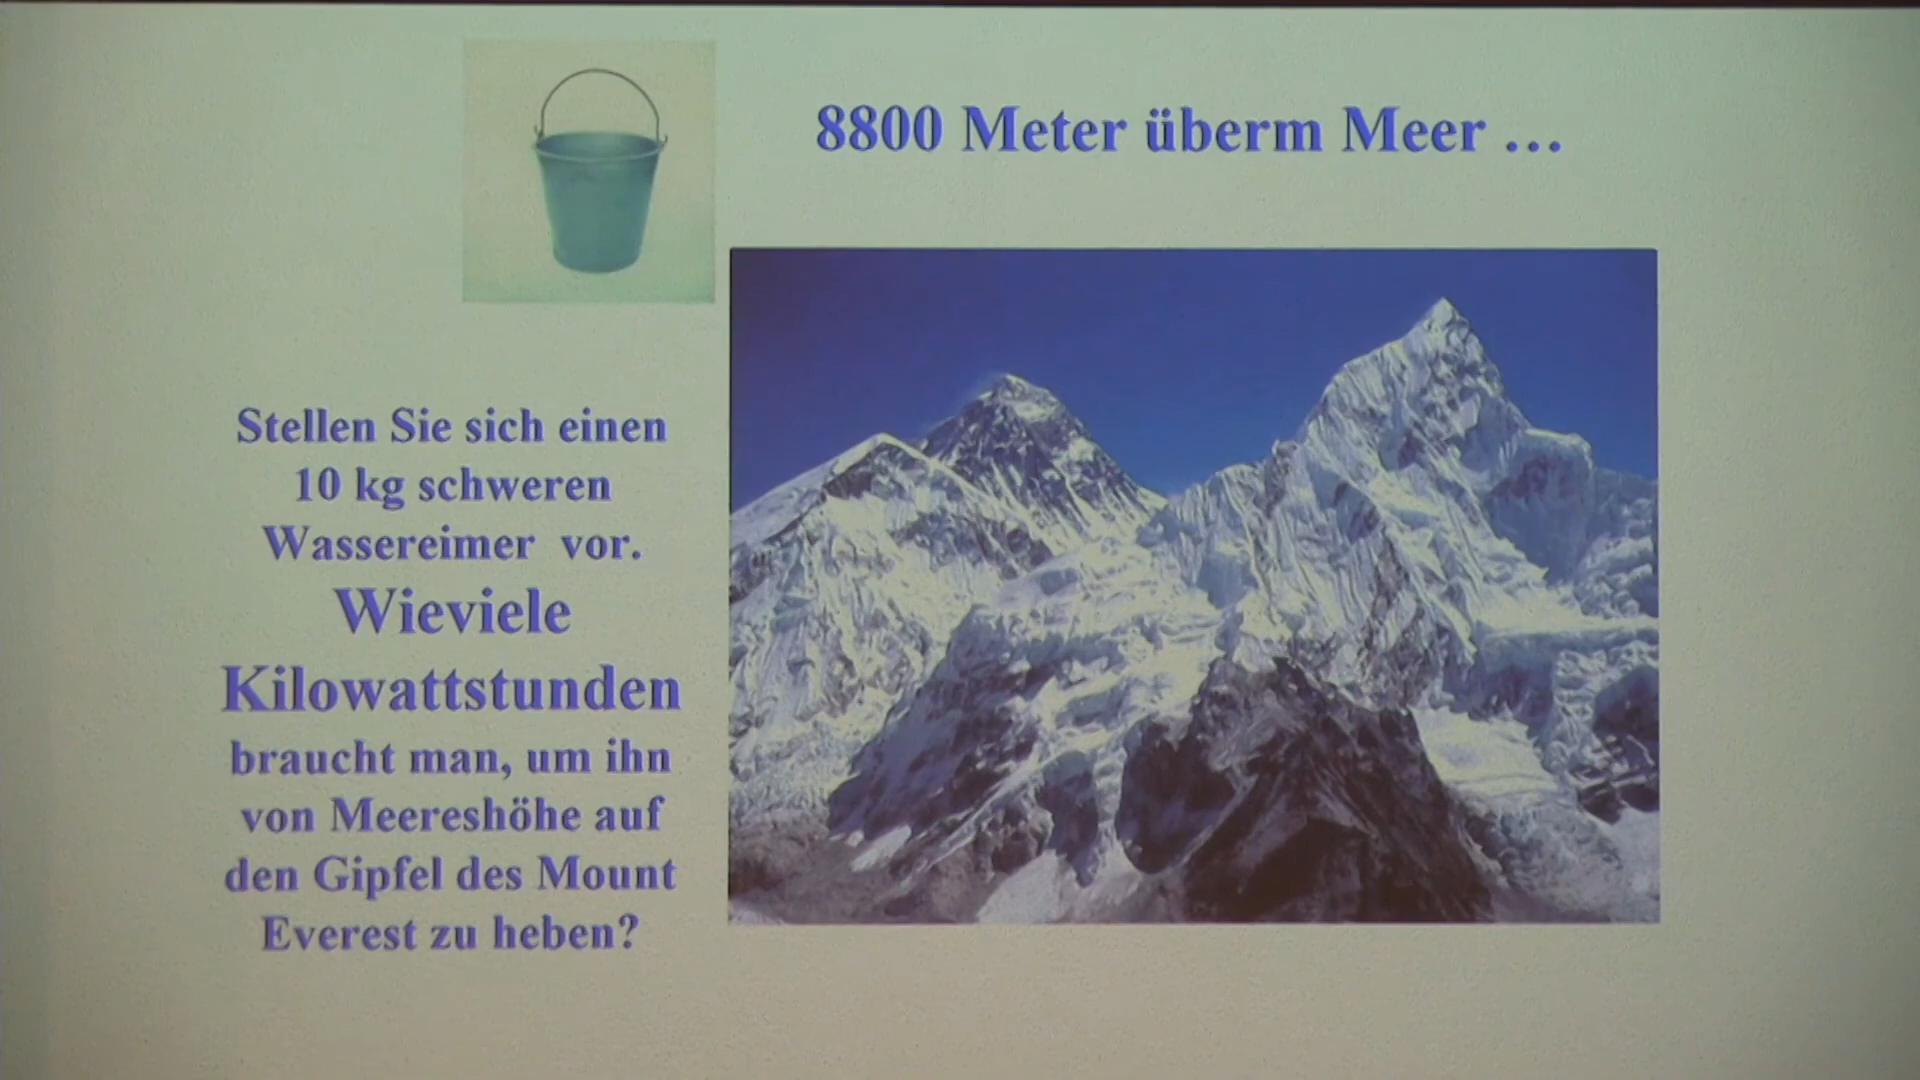 8800 Meter überm Meer …
Stellen Sie sich einen
10 kg schweren
Wassereimer vor.
Wieviele
Kilowattstunden
braucht man, um ihn
von Meereshöhe auf
den Gipfel des Mount
Everest zu heben?